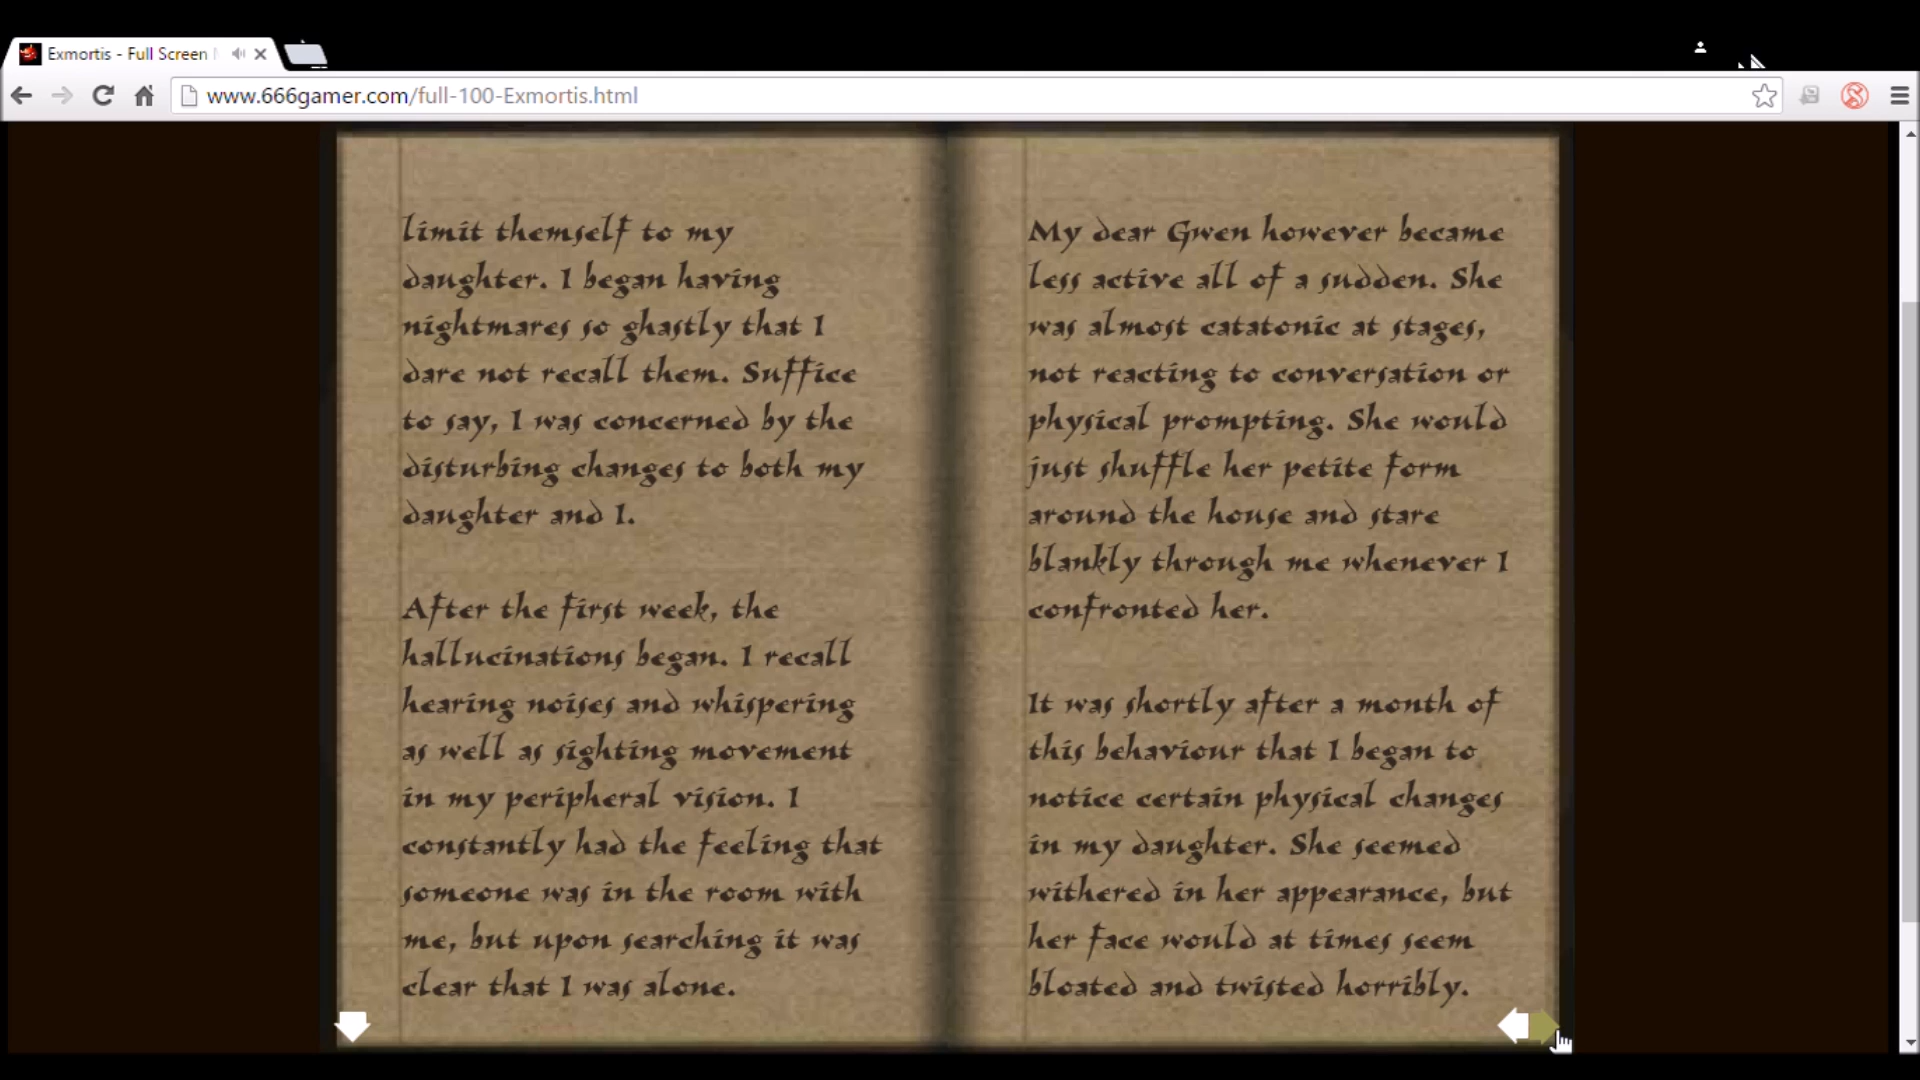 Exmortis - Full Screen
www.666gamer.com/full-100-Exmortis.html
limit themself to my
daughter. I began having
nightmares so ghastly that I
dare not recall them. Suffice
to say, I was concerned by the
disturbing changes to both my
daughter and I.
After the first week, the
hallucinations began. I recall
hearing noises and whispering
as well as sighting movement
in my peripheral vision. I
constantly had the feeling that
someone was in the room with
me, but upon searching it was
clear that I was alone.
My dear Gwen however became
less active all of a sudden. She
was almost catatonic at stages,
not reacting to conversation or
physical prompting. She would
just shuffle her petite form
around the house and stare
blankly through me whenever I
confronted her.
It was shortly after a month of
this behaviour that I began to
notice certain physical changes
in my daughter. She seemed
withered in her appearance, but
her face would at times seem
bloated and twisted horribly.